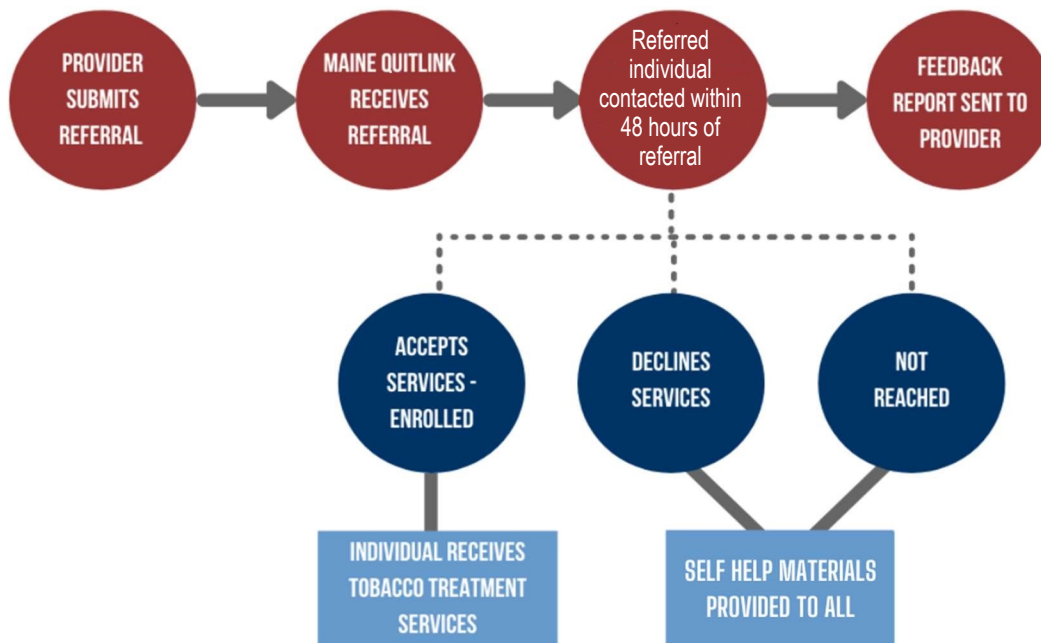 PROVIDER
SUBMITS
REFERRAL
MAINE QUITLINK
RECEIVES
REFERRAL
Referred
individual
contacted within
48 hours of
referral
FEEDBACK
REPORT SENT TO
PROVIDER
ACCEPTS
SERVICES -
ENROLLED
DECLINES
SERVICES
NOT
REACHED
INDIVIDUAL RECEIVES
TOBACCO TREATMENT
SERVICES
SELF HELP MATERIALS
PROVIDED TO ALL